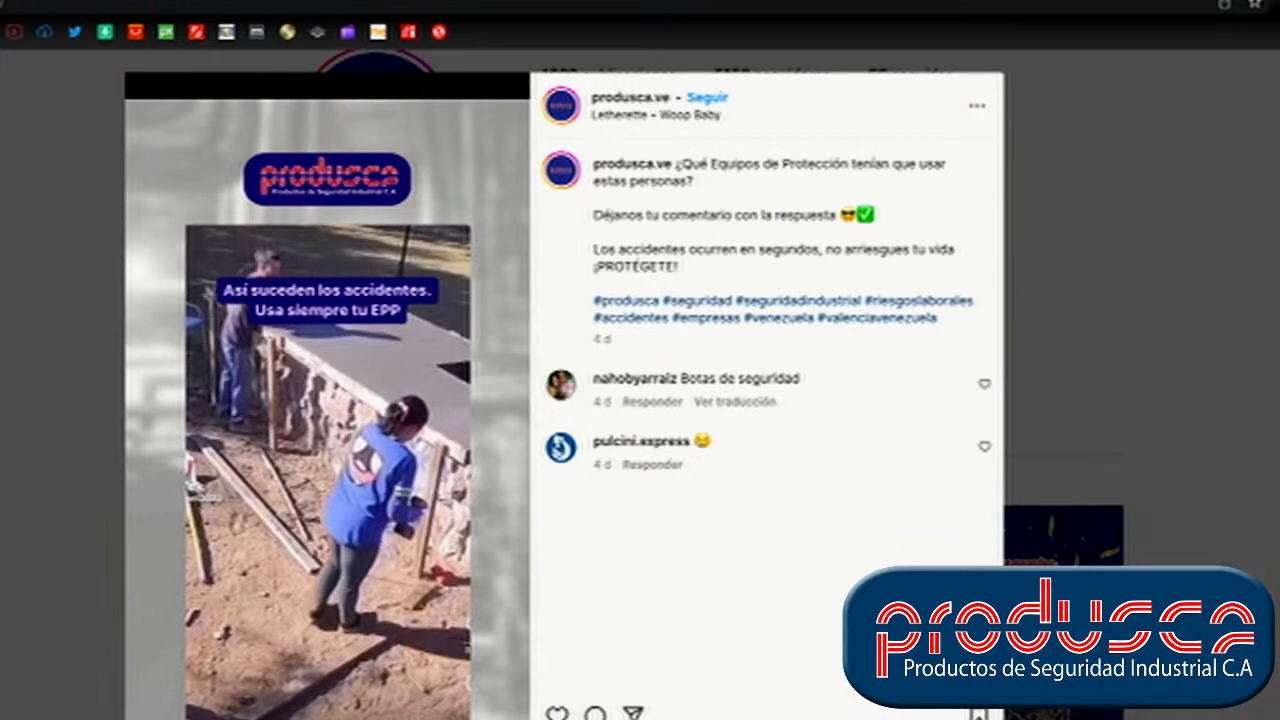 produsca.ve - Seguir
Letherette - Woop Baby
produsca
Productos de Seguridad Industrial C.A
Así suceden los accidentes.
Usa siempre tu EPP
produsca.ve ¿Qué Equipos de Protección tenían que usar
estas personas?
Déjanos tu comentario con la respuesta 😎✅
Los accidentes ocurren en segundos, no arriesgues tu vida
¡PROTÉGETE!
#produsca #seguridad #seguridadindustrial #riesgoslaborales
#accidentes #empresas #venezuela #valenciavenezuela
4 d
nahobyarraiz Botas de seguridad
4 d Responder Ver traducción
pulcini.express 😂
4 d Responder
produsca
Productos de Seguridad Industrial C.A